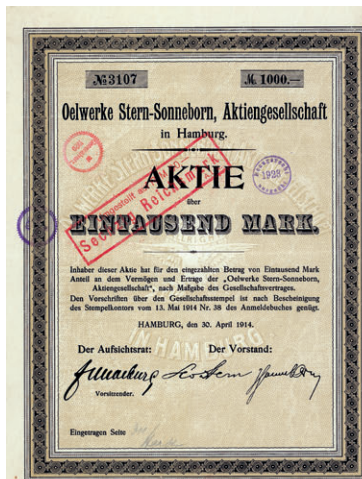 №3107 M. 1000.—
Oelwerke Stern-Sonneborn, Aktiengesellschaft
in Hamburg.
AKTIE
über
EINTAUSEND MARK.
Sechzig Reichsmark
1923
Inhaber dieser Aktie hat für den eingezahlten Betrag von Eintausend Mark
Anteil an dem Vermögen und Ertrage der „Oelwerke Stern-Sonneborn,
Aktiengesellschaft“, nach Maßgabe des Gesellschaftsvertrages.
Den Vorschriften über den Gesellschaftsstempel ist nach Bescheinigung
des Stempelkontors vom 13. Mai 1914 Nr. 38 des Anmeldebuches genügt.
HAMBURG, den 30. April 1914.
HAMBURG
Der Aufsichtsrat: Der Vorstand:
Vorsitzender.
Eingetragen Seite